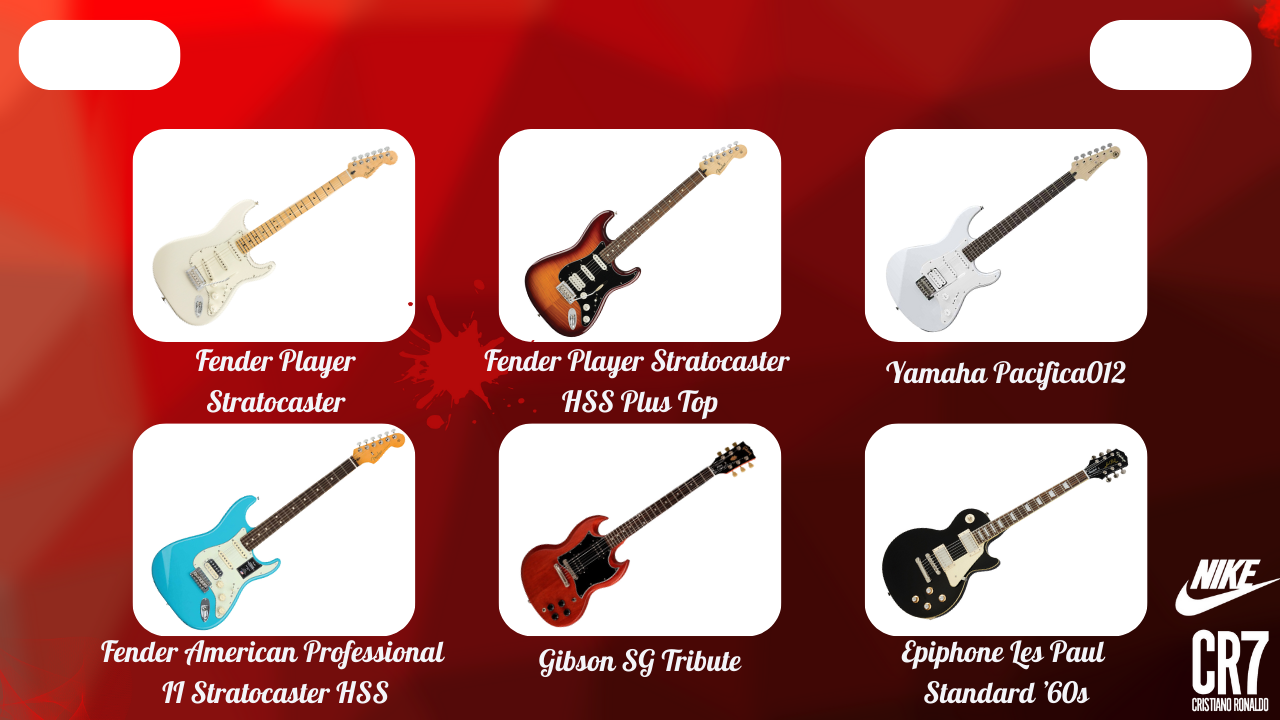 Fender Player
Stratocaster
Fender Player Stratocaster
HSS Plus Top
Yamaha Pacifica012
Fender American Professional
II Stratocaster HSS
Gibson SG Tribute
Epiphone Les Paul
Standard ’60s
NIKE
CR7
CRISTIANO RONALDO